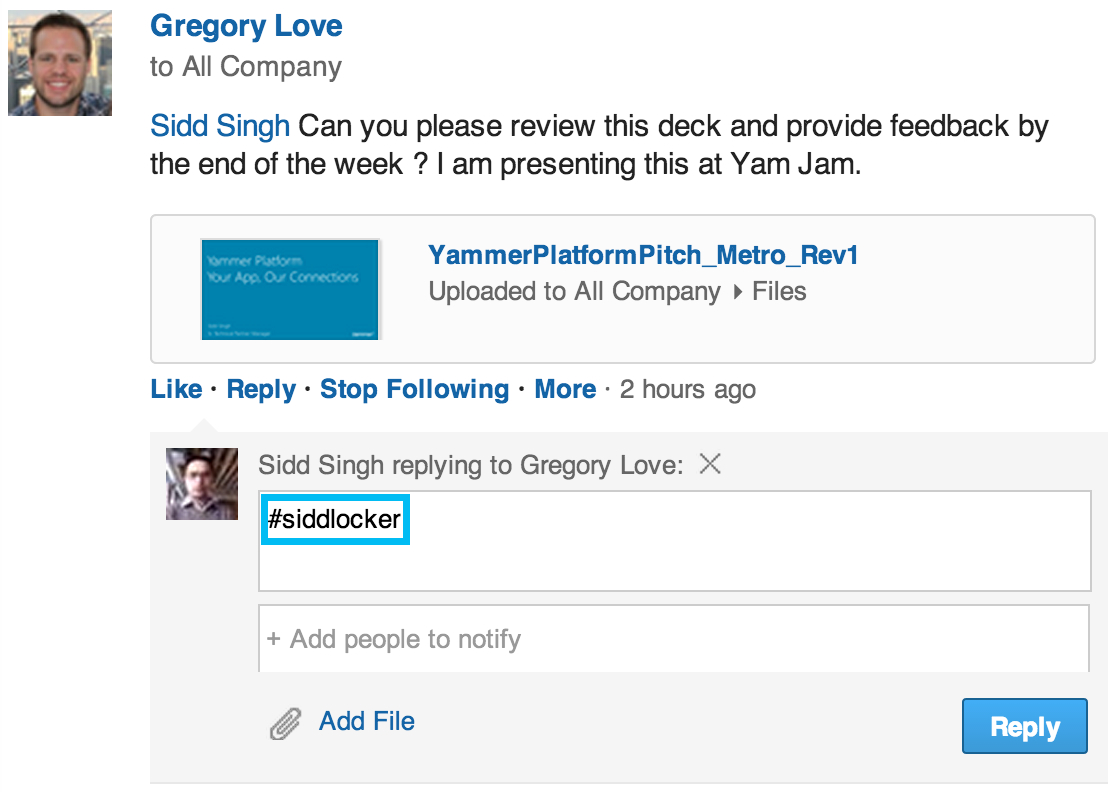 Gregory Love
to All Company
Sidd Singh Can you please review this deck and provide feedback by
the end of the week ? I am presenting this at Yam Jam.
Yammer Platform
Your App, Our Connections
YammerPlatformPitch_Metro_Rev1
Uploaded to All Company ▸ Files
Like · Reply · Stop Following · More · 2 hours ago
Sidd Singh replying to Gregory Love:
#siddlocker
+ Add people to notify
Add File
Reply